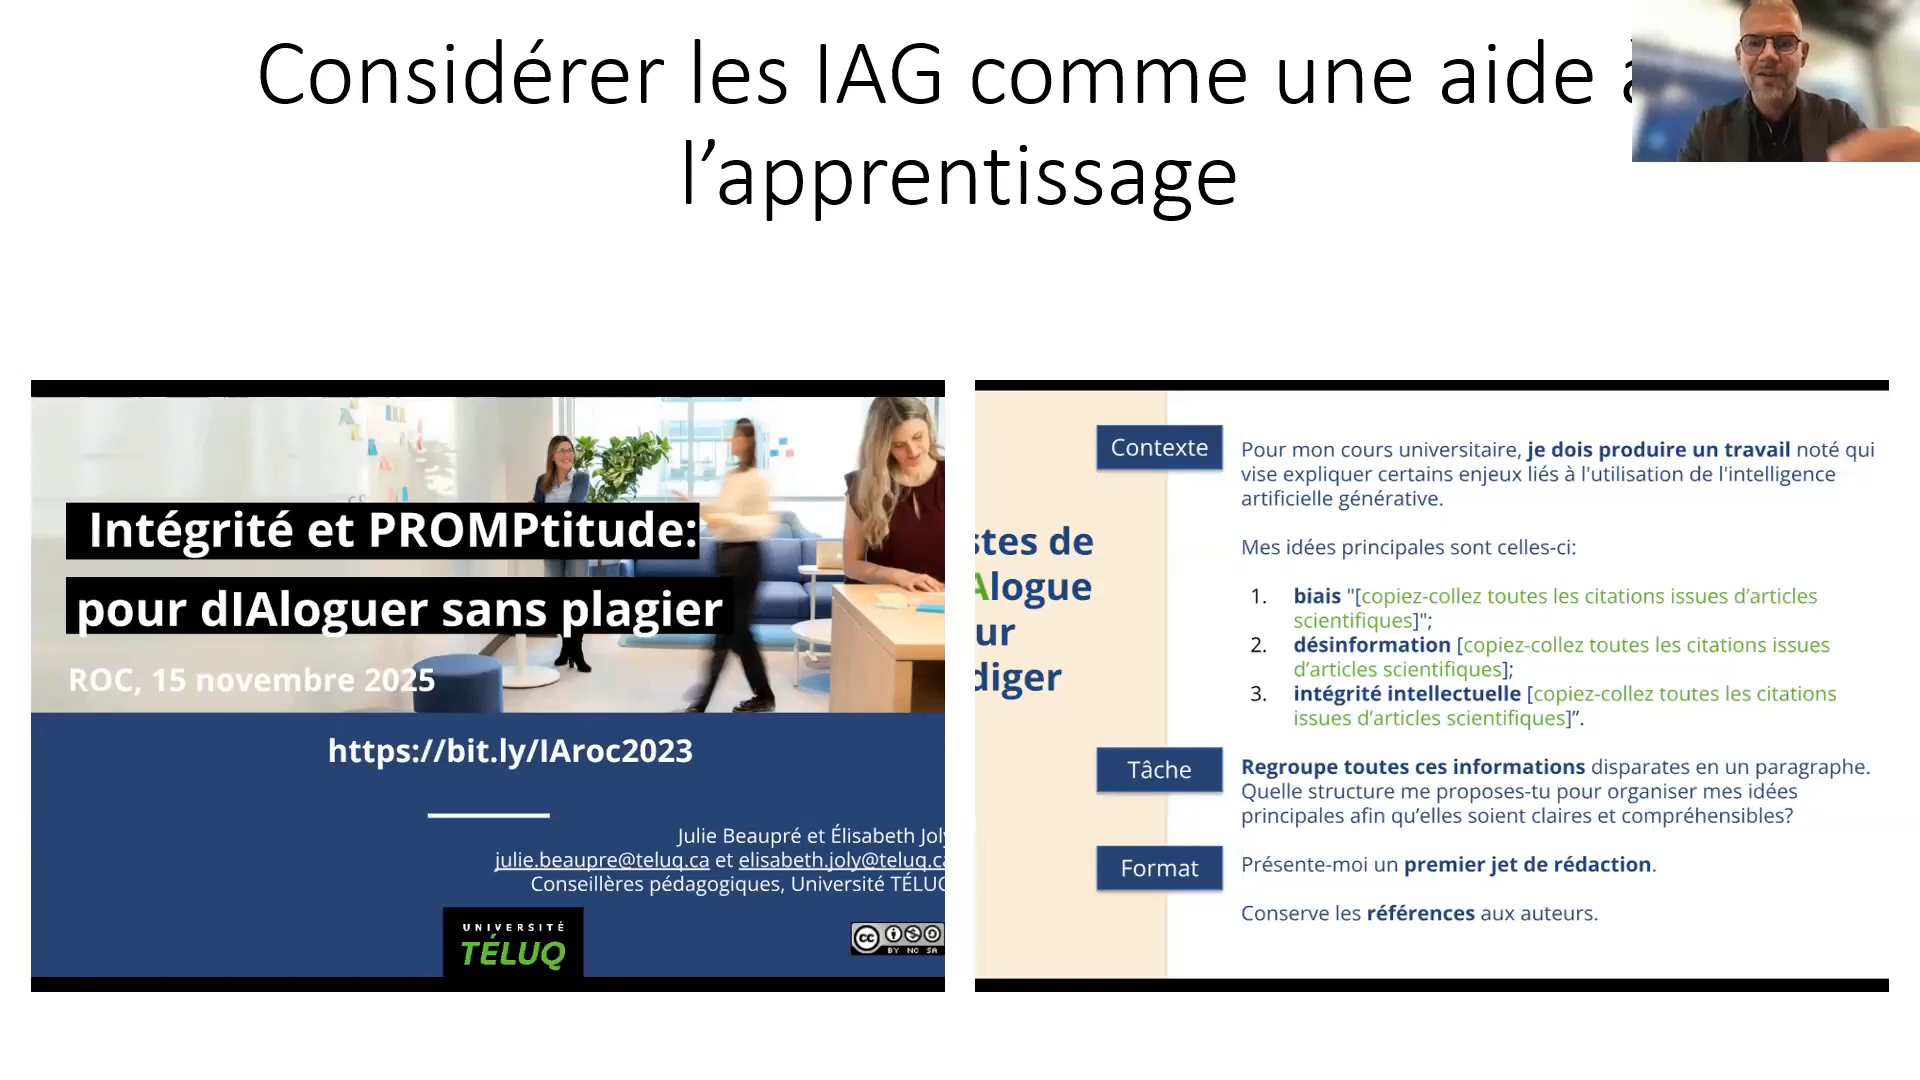 Considérer les IAG comme une aide à
l’apprentissage
Intégrité et PROMPtitude:
pour dIAloguer sans plagier
ROC, 15 novembre 2025
https://bit.ly/IAroc2023
Julie Beaupré et Élisabeth Joly
julie.beaupre@teluq.ca et elisabeth.joly@teluq.ca
Conseillères pédagogiques, Université TÉLUQ
UNIVERSITÉ
TÉLUQ
cc
BY NC SA
stes de
Alogue
ur
diger
Contexte
Pour mon cours universitaire, je dois produire un travail noté qui
vise expliquer certains enjeux liés à l'utilisation de l'intelligence
artificielle générative.
Mes idées principales sont celles-ci:
1. biais "[copiez-collez toutes les citations issues d’articles
scientifiques]";
2. désinformation [copiez-collez toutes les citations issues
d’articles scientifiques];
3. intégrité intellectuelle [copiez-collez toutes les citations
issues d’articles scientifiques]”.
Tâche
Regroupe toutes ces informations disparates en un paragraphe.
Quelle structure me proposes-tu pour organiser mes idées
principales afin qu’elles soient claires et compréhensibles?
Format
Présente-moi un premier jet de rédaction.
Conserve les références aux auteurs.